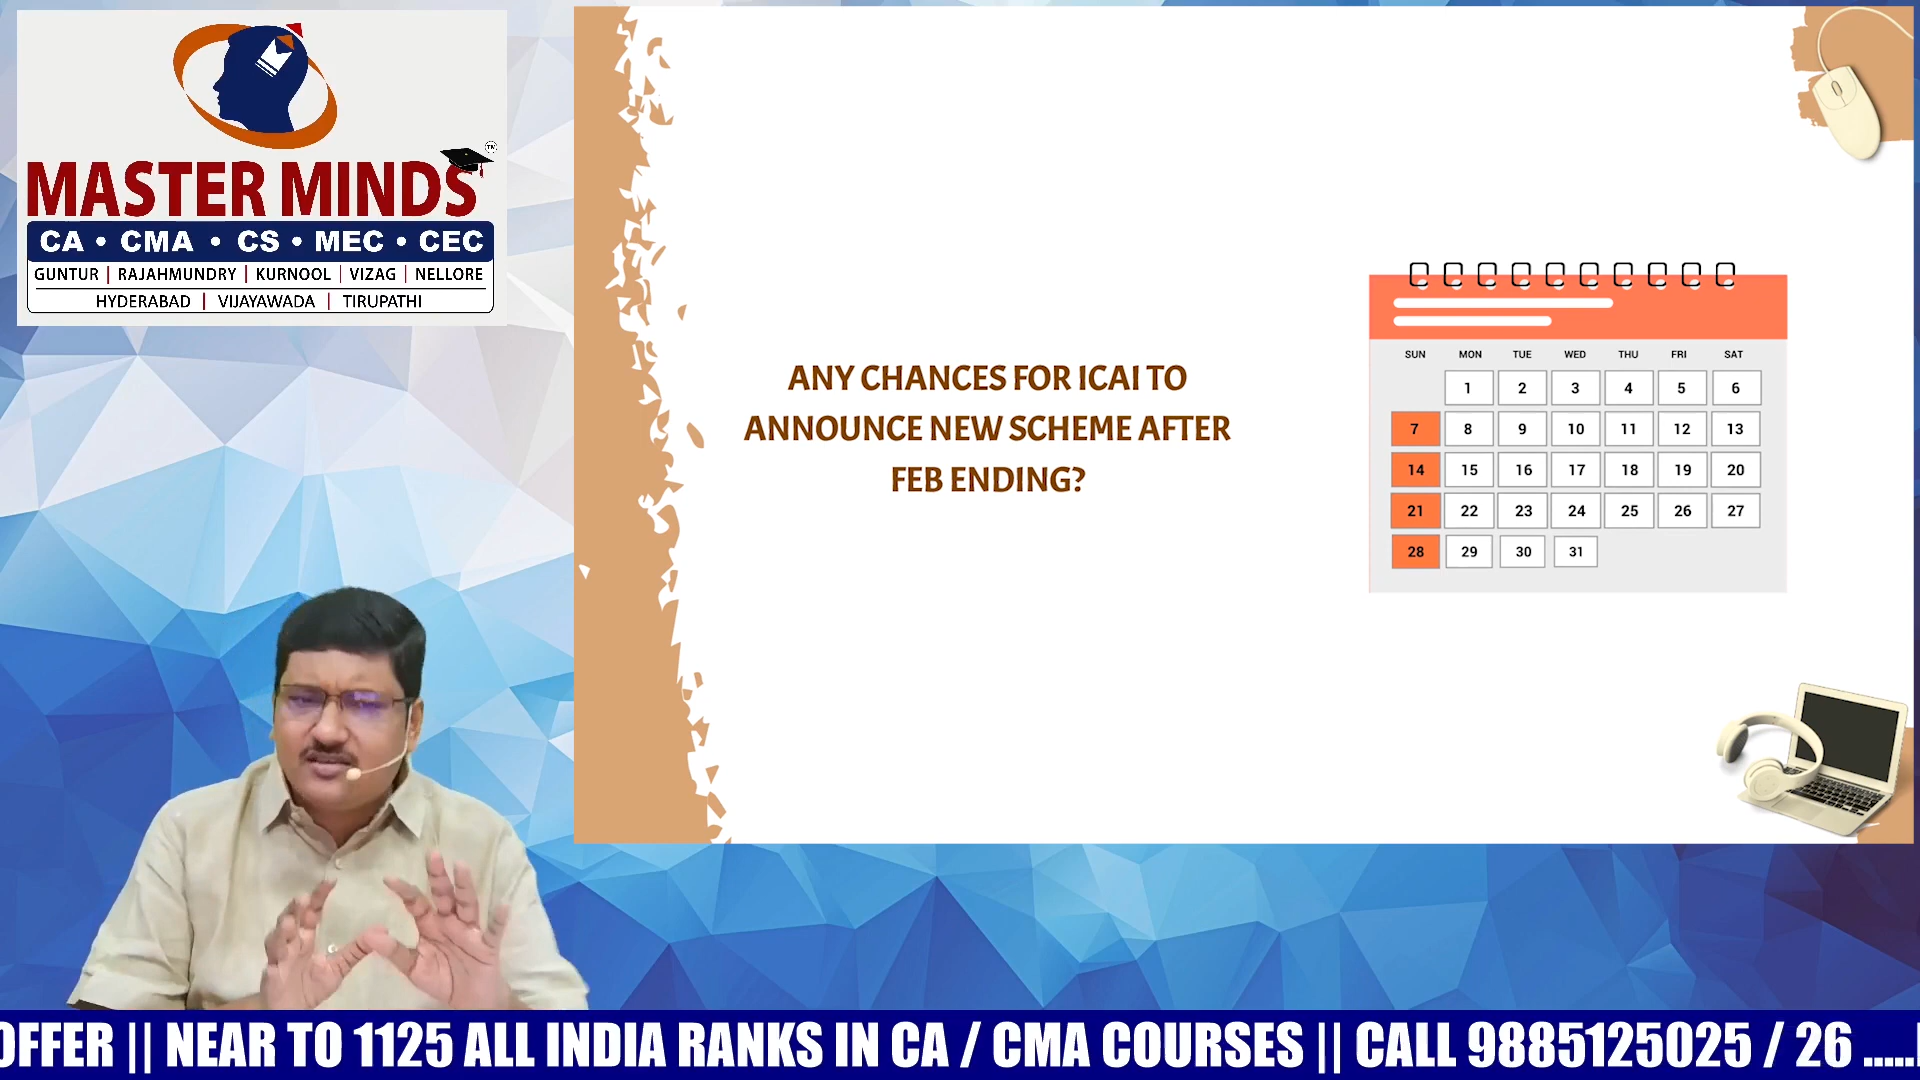 MASTER MINDS
TM
CA • CMA • CS • MEC • CEC
GUNTUR | RAJAHMUNDRY | KURNOOL | VIZAG | NELLORE
HYDERABAD | VIJAYAWADA | TIRUPATHI
ANY CHANCES FOR ICAI TO
ANNOUNCE NEW SCHEME AFTER
FEB ENDING?
SUN MON TUE WED THU FRI SAT
1 2 3 4 5 6
7 8 9 10 11 12 13
14 15 16 17 18 19 20
21 22 23 24 25 26 27
28 29 30 31
OFFER || NEAR TO 1125 ALL INDIA RANKS IN CA / CMA COURSES || CALL 9885125025 / 26 .....